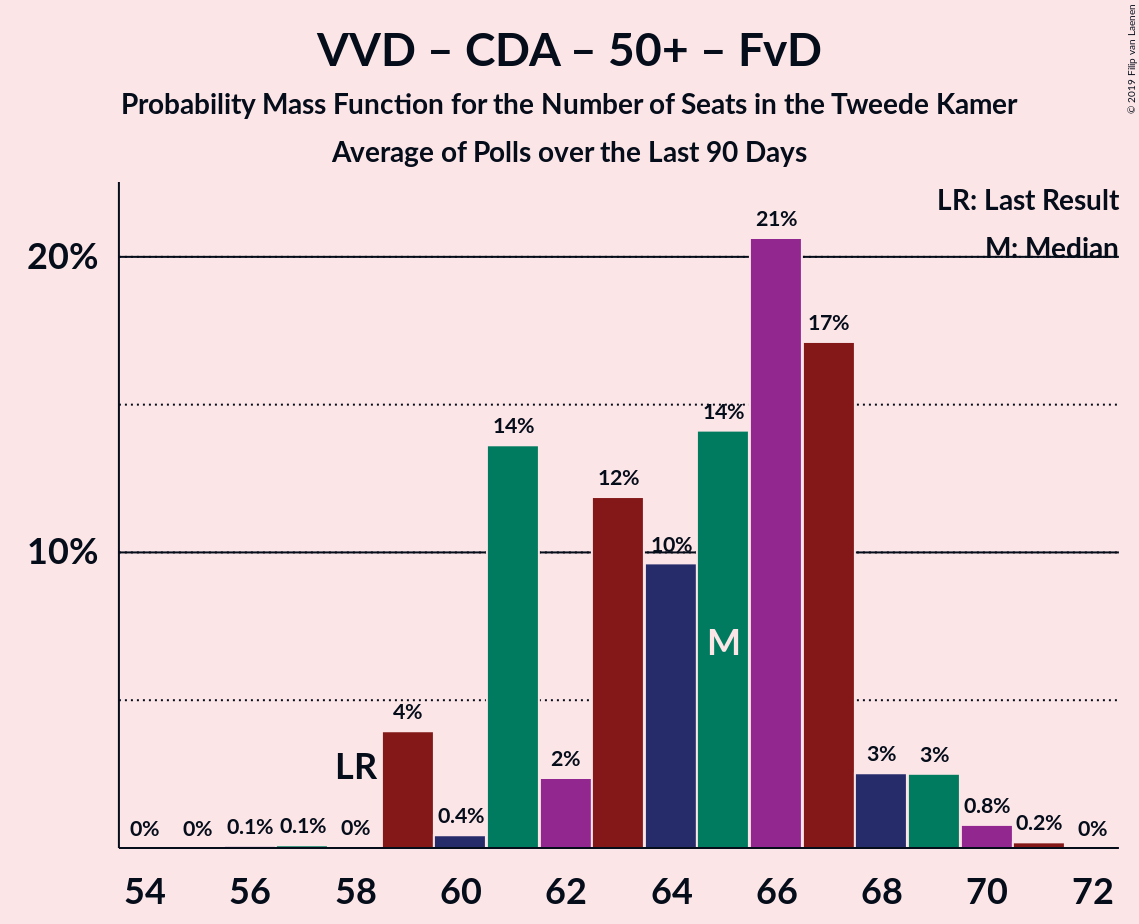 VVD – CDA – 50+ – FvD
Probability Mass Function for the Number of Seats in the Tweede Kamer
Average of Polls over the Last 90 Days
© 2019 Filip van Laenen
LR: Last Result
M: Median
20%
10%
0% 0% 0.1% 0.1% 0% 4% 0.4% 14% 2% 12% 10% 14% 21% 17% 3% 3% 0.8% 0.2% 0%
LR
M
54 56 58 60 62 64 66 68 70 72